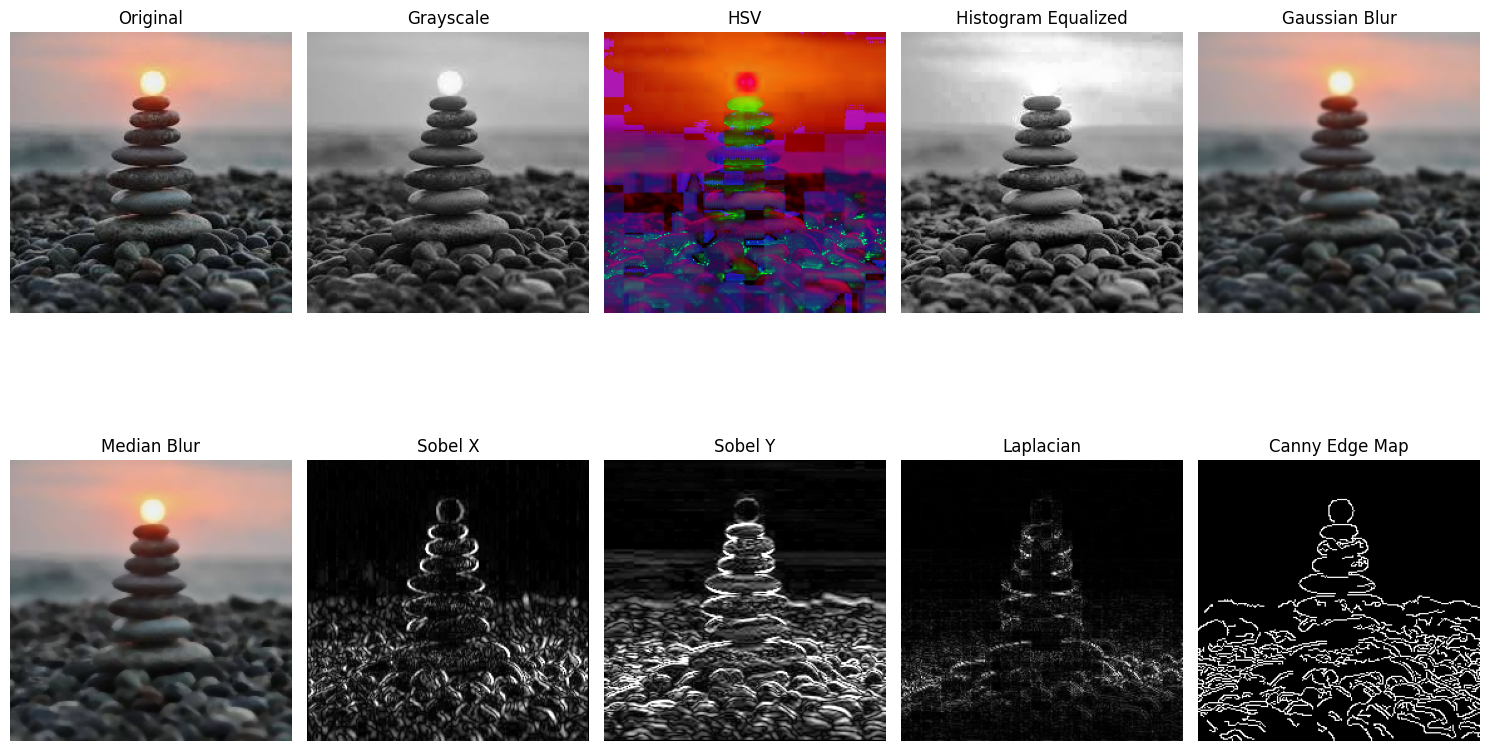 Original
Grayscale
HSV
Histogram Equalized
Gaussian Blur
Median Blur
Sobel X
Sobel Y
Laplacian
Canny Edge Map